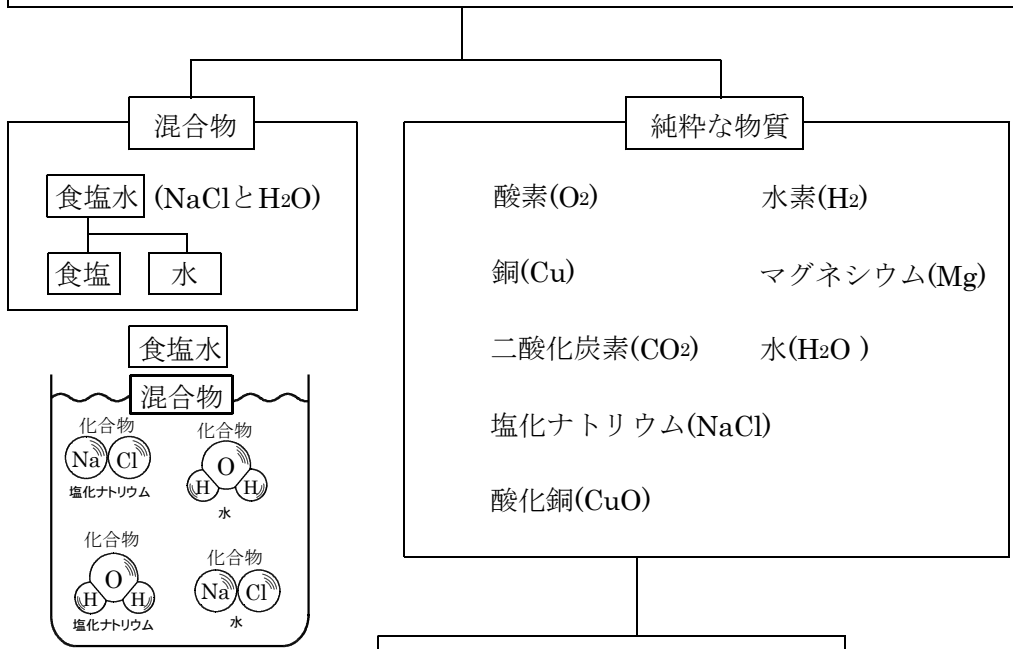 混合物
食塩水 (NaClとH2O)
食塩 水
食塩水
混合物
化合物
Na Cl
塩化ナトリウム
化合物
O
H H
水
化合物
O
H H
塩化ナトリウム
化合物
Na Cl
水
純粋な物質
酸素(O2) 水素(H2)
銅(Cu) マグネシウム(Mg)
二酸化炭素(CO2) 水(H2O )
塩化ナトリウム(NaCl)
酸化銅(CuO)